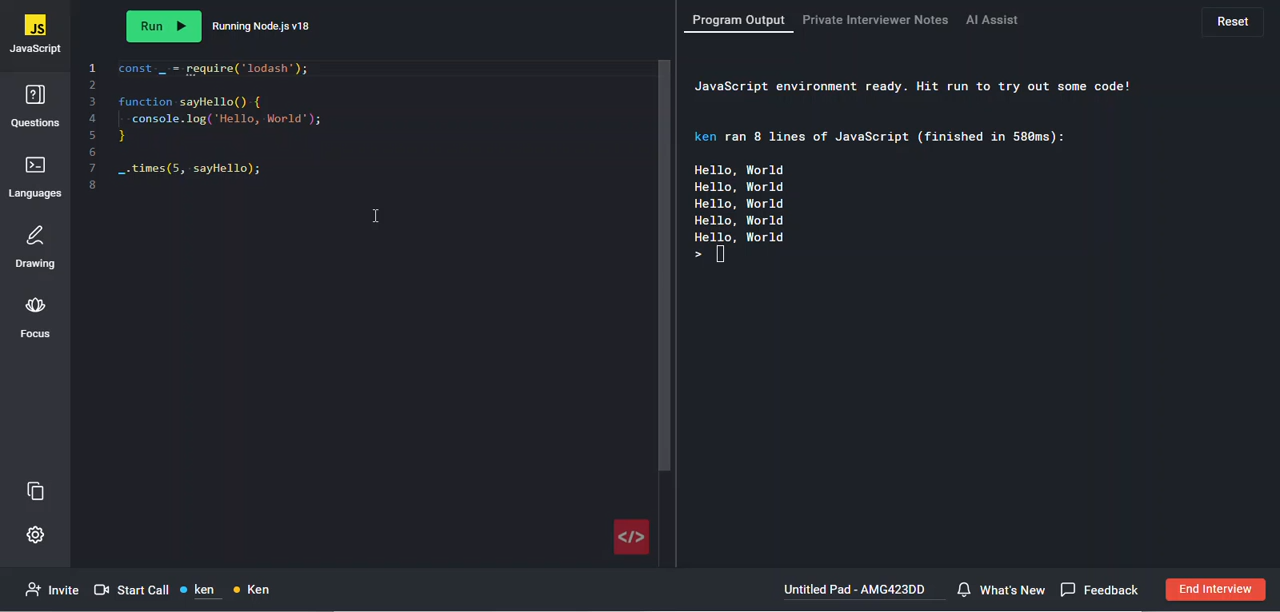 JS
JavaScript
Questions
Languages
Drawing
Focus
Run
Running Node.js v18
1 const _ = require('lodash');
2
3 function sayHello() {
4 console.log('Hello, World');
5 }
6
7 _.times(5, sayHello);
8
</>
Program Output Private Interviewer Notes AI Assist
Reset
JavaScript environment ready. Hit run to try out some code!
ken ran 8 lines of JavaScript (finished in 580ms):
Hello, World
Hello, World
Hello, World
Hello, World
Hello, World
>
Invite Start Call ken Ken
Untitled Pad - AMG423DD What's New Feedback End Interview